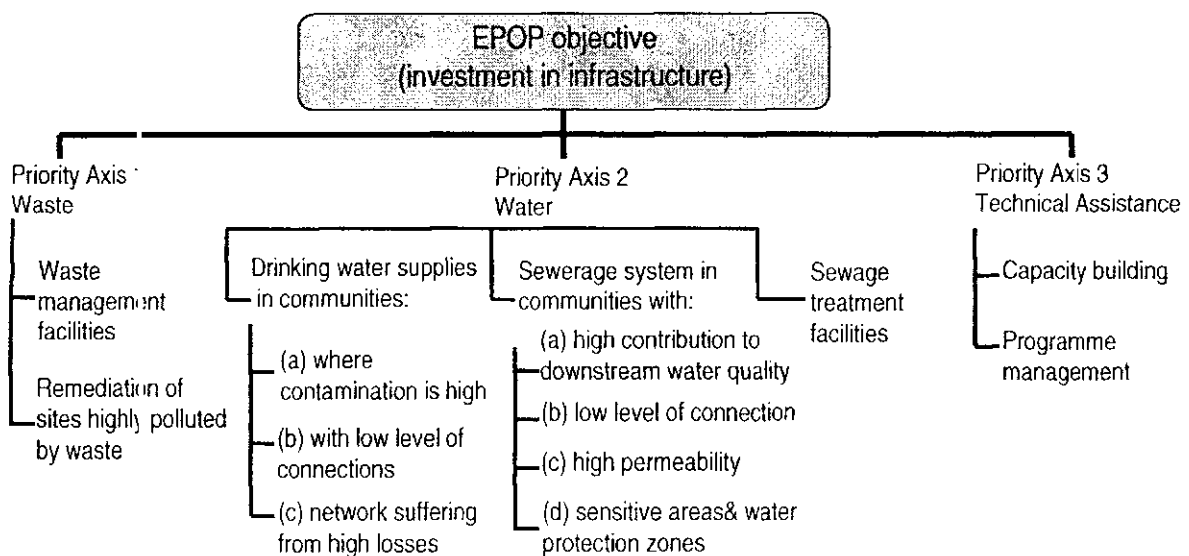 EPOP objective
(investment in infrastructure)
Priority Axis 1
Waste
Waste
management
facilities
Remediation of
sites highly polluted
by waste
Priority Axis 2
Water
Drinking water supplies
in communities:
(a) where
contamination is high
(b) with low level of
connections
(c) network suffering
from high losses
Sewerage system in
communities with:
(a) high contribution to
downstream water quality
(b) low level of connection
(c) high permeability
(d) sensitive areas& water
protection zones
Sewage
treatment
facilities
Priority Axis 3
Technical Assistance
Capacity building
Programme
management